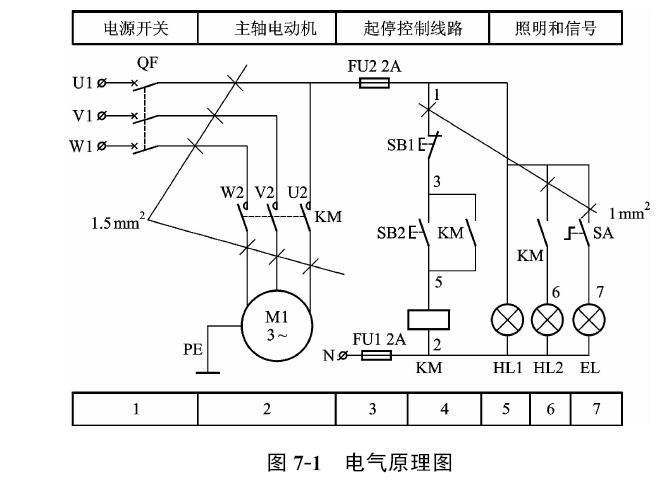 电源开关 主轴电动机 起停控制线路 照明和信号
QF
FU2 2A
U1
1
V1
SB1
W1
3
W2 V2 U2
KM
1.5mm²
SB2
KM
KM
SA
1mm²
5
6
7
M1
3~
PE
FU1 2A
2
N
KM
HL1 HL2 EL
1 2 3 4 5 6 7
图 7-1 电气原理图